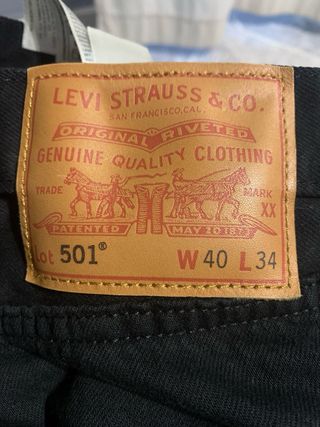 LEVI STRAUSS & CO.
SAN FRANCISCO, CAL.
ORIGINAL RIVETED
GENUINE QUALITY CLOTHING
TRADE MARK
XX
PATENTED MAY 20 1873
Lot 501® W 40 L 34